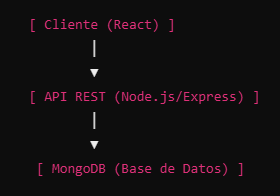 [ Cliente (React) ]
|
▼
[ API REST (Node.js/Express) ]
|
▼
[ MongoDB (Base de Datos) ]